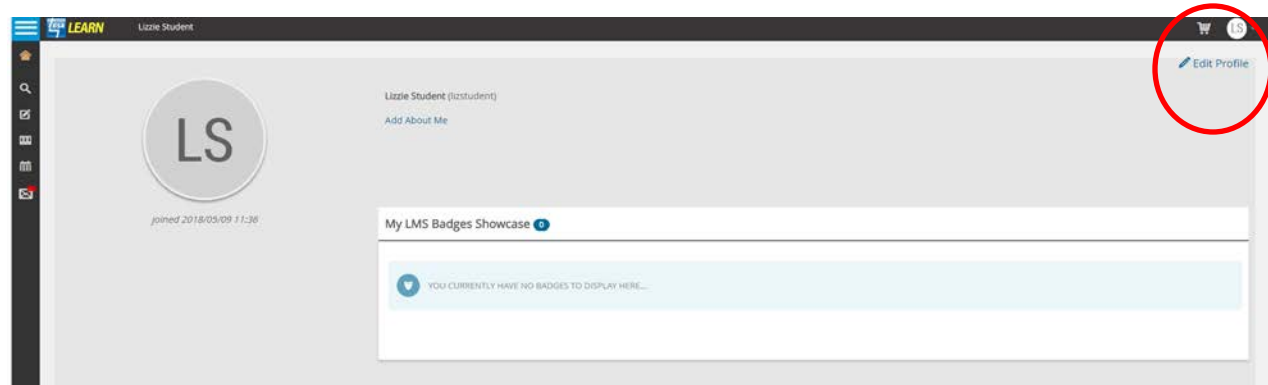 LEARN
Lizzie Student
LS
Edit Profile
LS
Lizzie Student (lizstudent)
Add About Me
joined 2018/05/09 11:36
My LMS Badges Showcase 0
YOU CURRENTLY HAVE NO BADGES TO DISPLAY HERE...